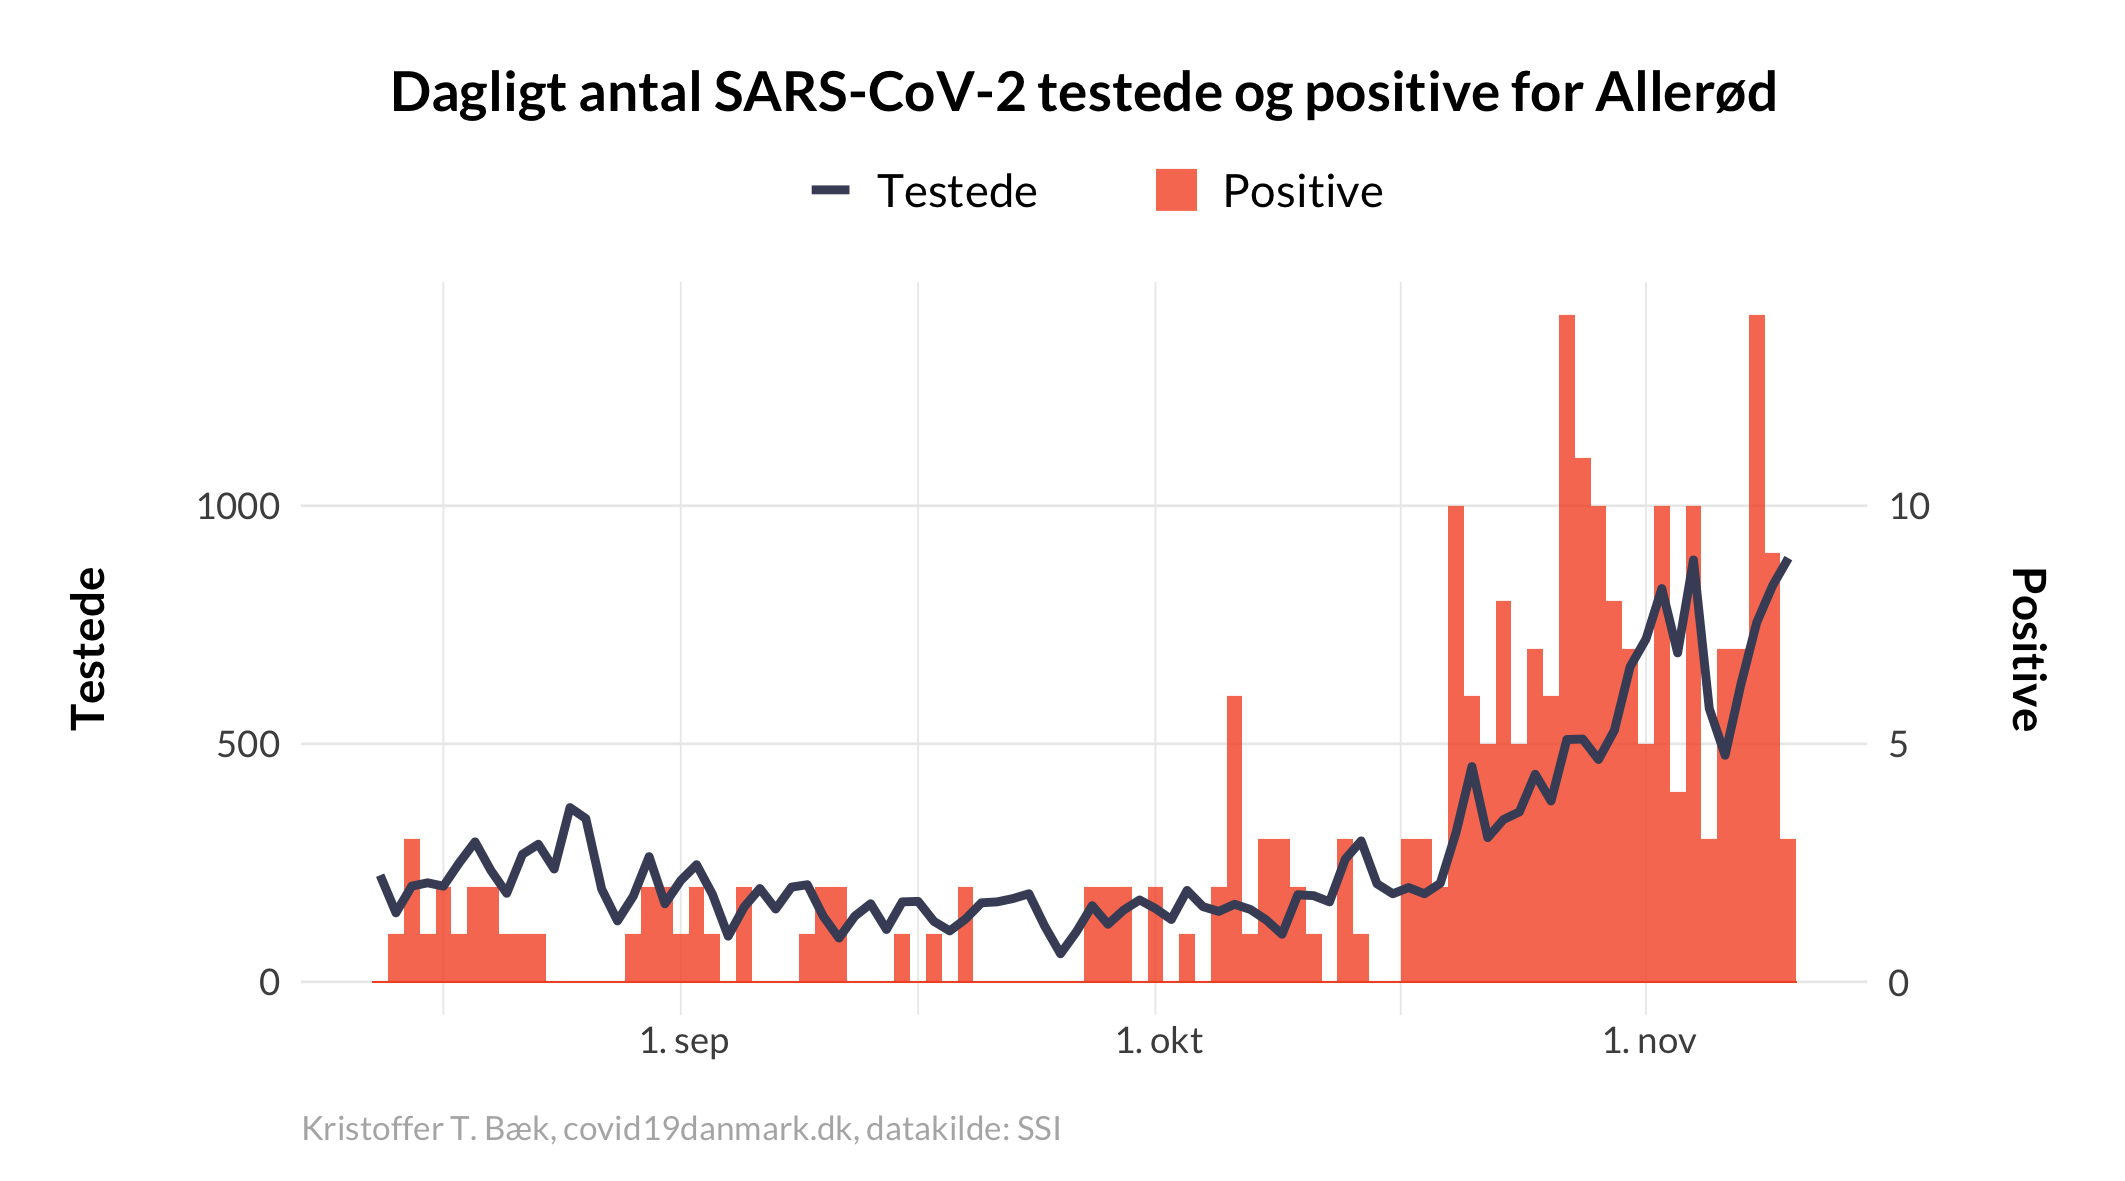 Dagligt antal SARS-CoV-2 testede og positive for Allerød
Testede
Positive
1000
500
0
Testede
10
5
0
Positive
1. sep
1. okt
1. nov
Kristoffer T. Bæk, covid19danmark.dk, datakilde: SSI